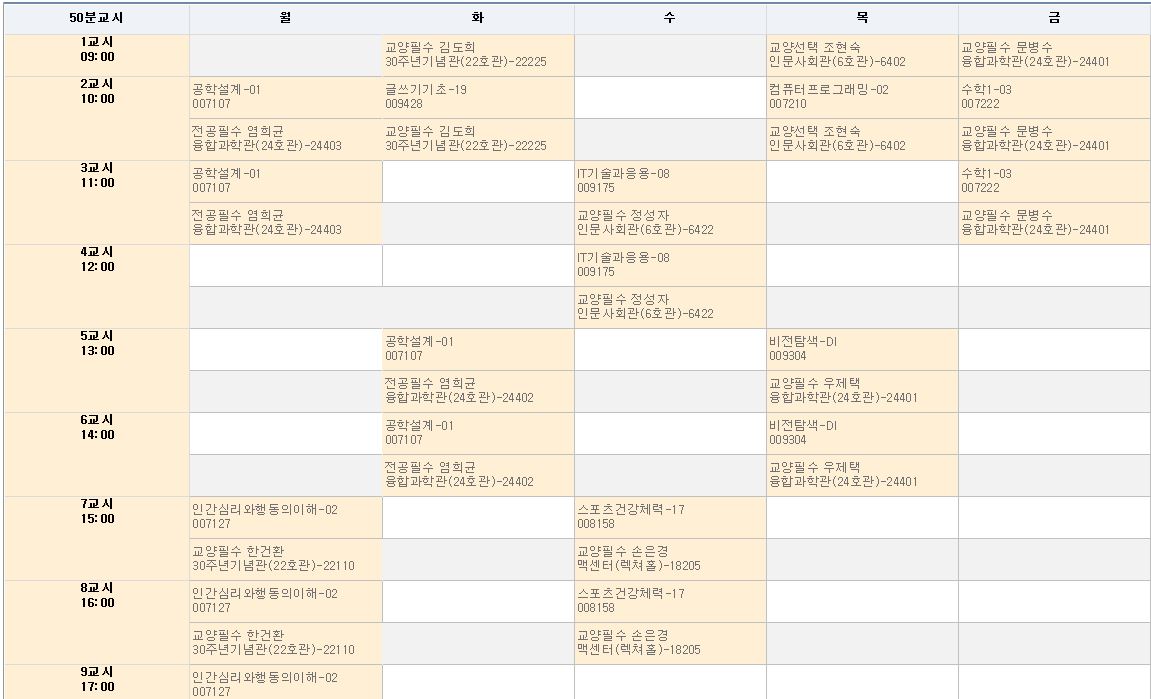 50분교시 월 화 수 목 금
1교시
09:00
교양필수 김도희
30주년기념관(22호관)-22225
교양선택 조현숙
인문사회관(6호관)-6402
교양필수 문병수
융합과학관(24호관)-24401
2교시
10:00
공학설계-01
007107
글쓰기기초-19
009428
컴퓨터프로그래밍-02
007210
수학1-03
007222
전공필수 염희균
융합과학관(24호관)-24403
교양필수 김도희
30주년기념관(22호관)-22225
교양선택 조현숙
인문사회관(6호관)-6402
교양필수 문병수
융합과학관(24호관)-24401
3교시
11:00
공학설계-01
007107
IT기술과응용-08
009175
수학1-03
007222
전공필수 염희균
융합과학관(24호관)-24403
교양필수 정성자
인문사회관(6호관)-6422
교양필수 문병수
융합과학관(24호관)-24401
4교시
12:00
IT기술과응용-08
009175
교양필수 정성자
인문사회관(6호관)-6422
5교시
13:00
공학설계-01
007107
비전탐색-DI
009304
전공필수 염희균
융합과학관(24호관)-24402
교양필수 우제택
융합과학관(24호관)-24401
6교시
14:00
공학설계-01
007107
비전탐색-DI
009304
전공필수 염희균
융합과학관(24호관)-24402
교양필수 우제택
융합과학관(24호관)-24401
7교시
15:00
인간심리와행동의이해-02
007127
스포츠건강체력-17
008158
교양필수 한건환
30주년기념관(22호관)-22110
교양필수 손은경
맥센터(렉쳐홀)-18205
8교시
16:00
인간심리와행동의이해-02
007127
스포츠건강체력-17
008158
교양필수 한건환
30주년기념관(22호관)-22110
교양필수 손은경
맥센터(렉쳐홀)-18205
9교시
17:00
인간심리와행동의이해-02
007127